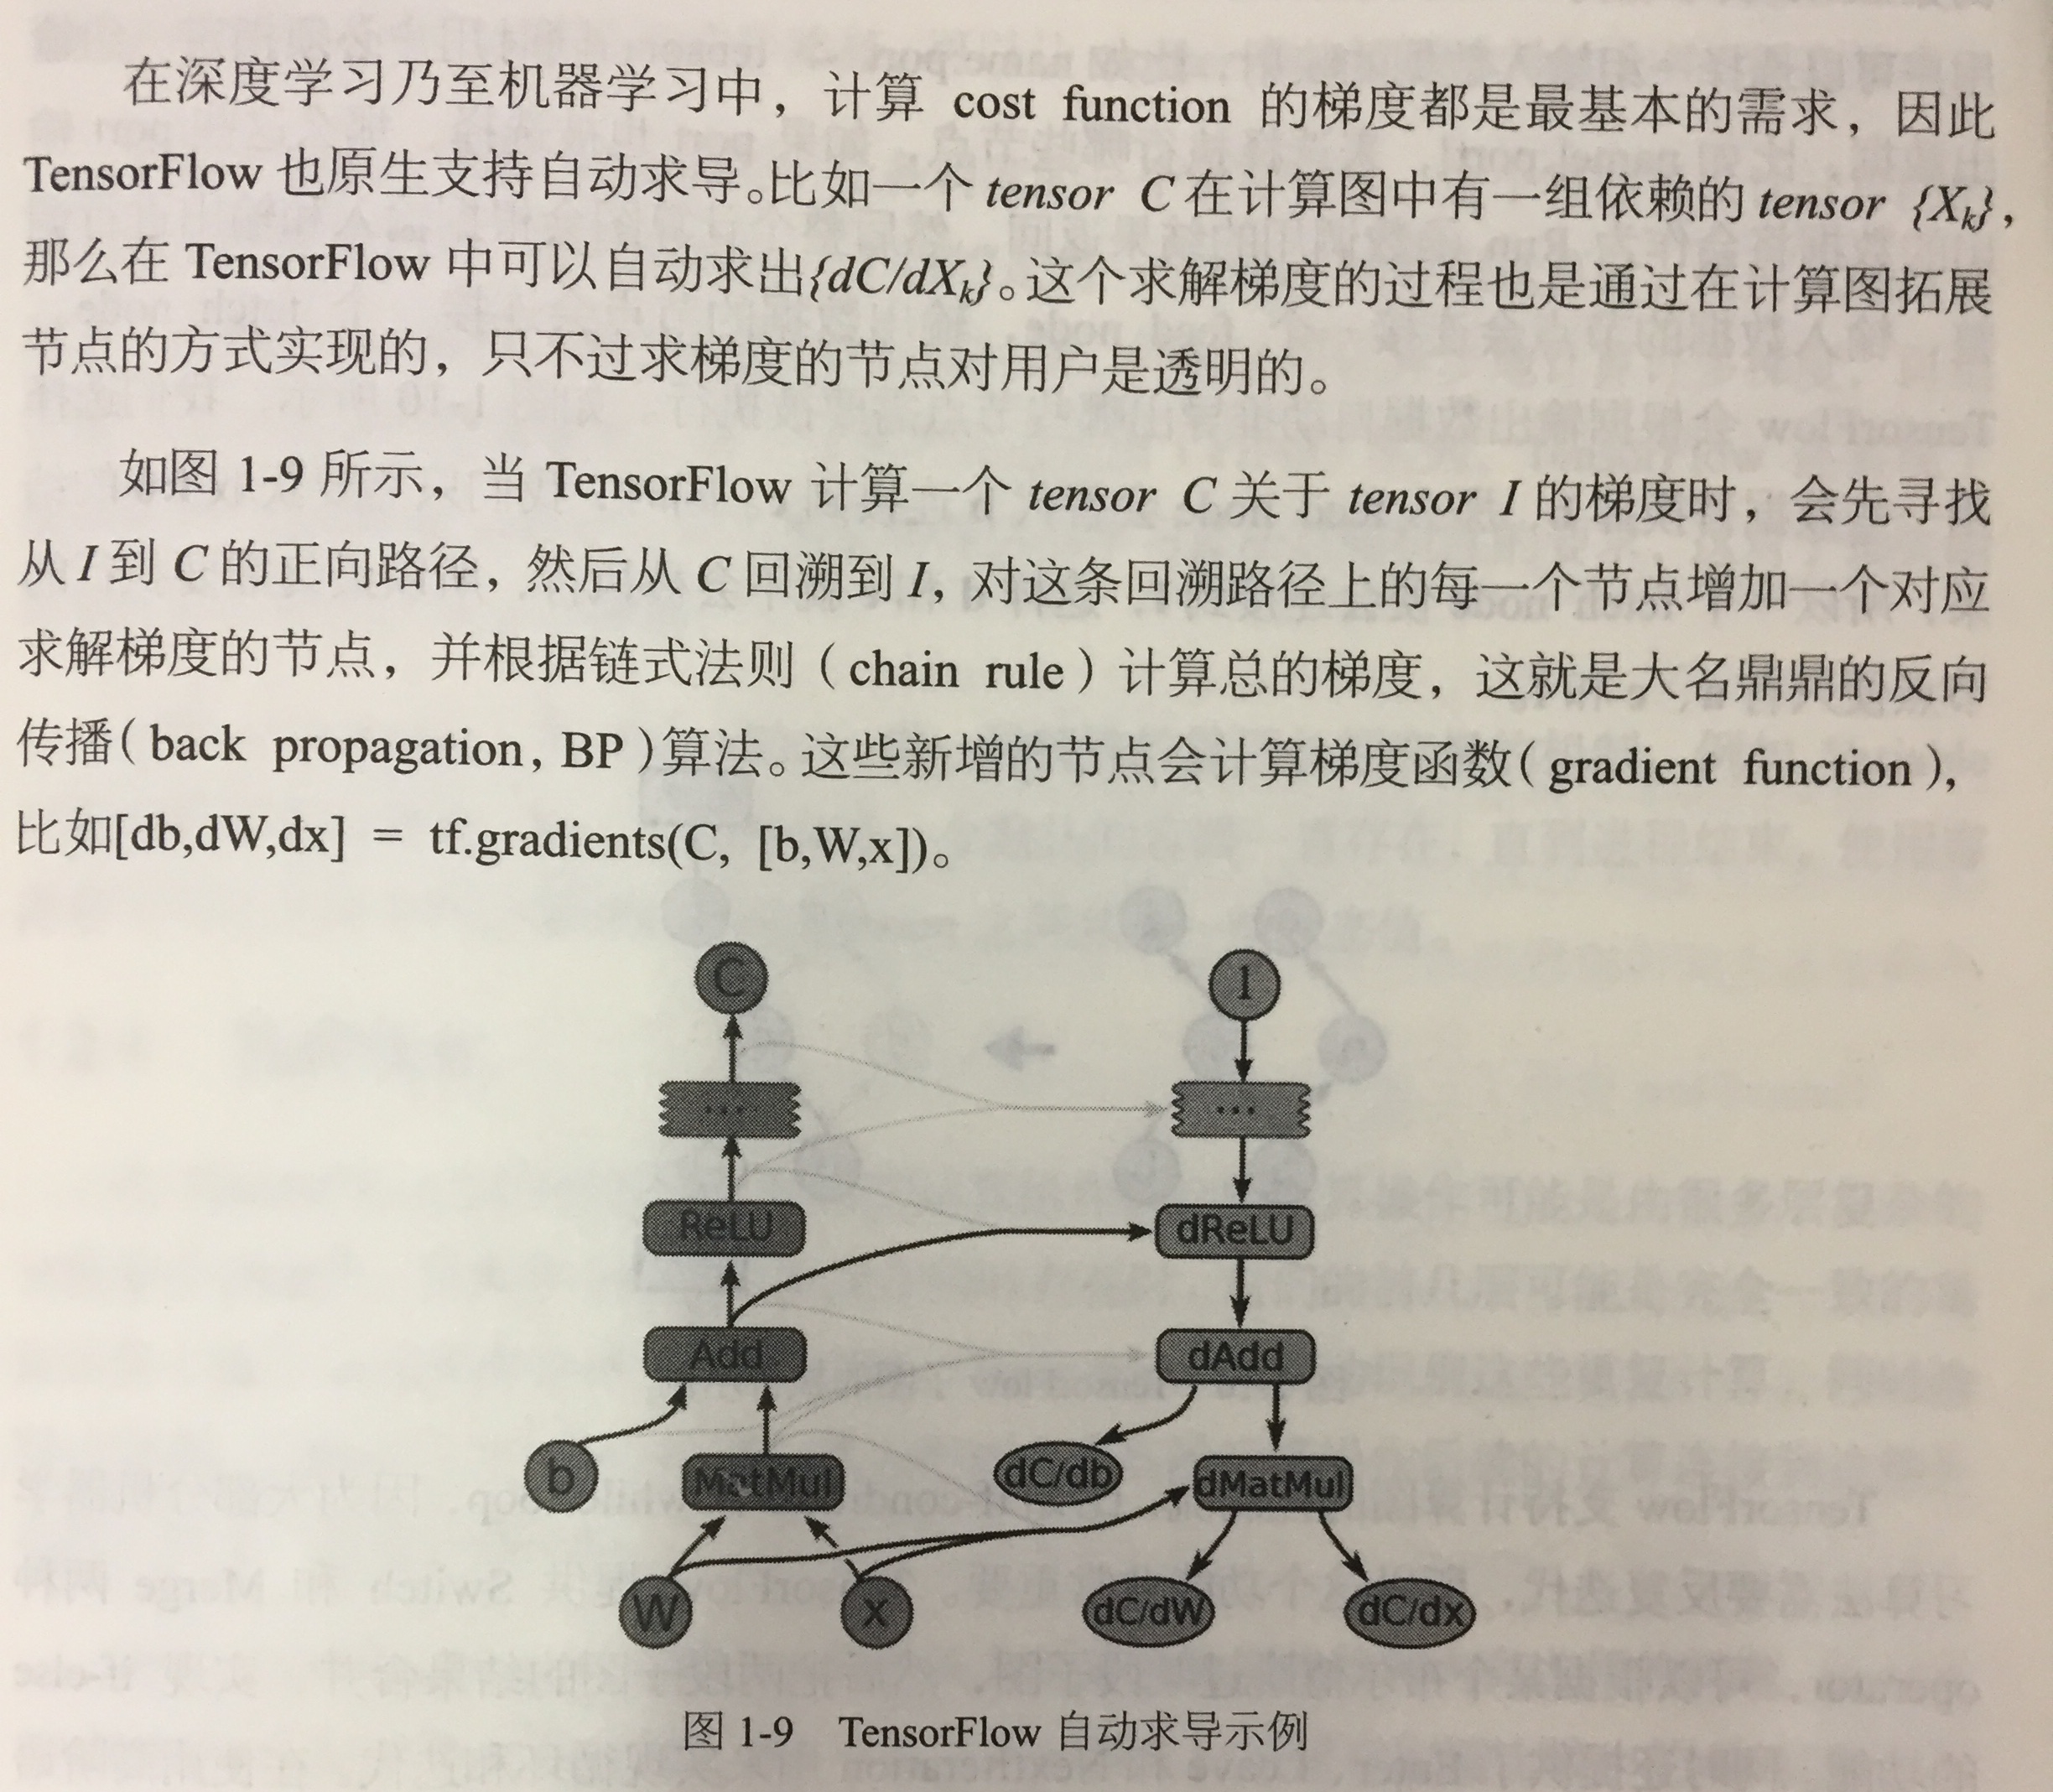 在深度学习乃至机器学习中，计算 cost function 的梯度都是最基本的需求，因此
TensorFlow 也原生支持自动求导。比如一个 tensor C 在计算图中有一组依赖的 tensor {Xk}，
那么在 TensorFlow 中可以自动求出{dC/dXk}。这个求解梯度的过程也是通过在计算图拓展
节点的方式实现的，只不过求梯度的节点对用户是透明的。
如图 1-9 所示，当 TensorFlow 计算一个 tensor C 关于 tensor I 的梯度时，会先寻找
从 I 到 C 的正向路径，然后从 C 回溯到 I，对这条回溯路径上的每一个节点增加一个对应
求解梯度的节点，并根据链式法则（chain rule）计算总的梯度，这就是大名鼎鼎的反向
传播（back propagation，BP）算法。这些新增的节点会计算梯度函数（gradient function），
比如[db,dW,dx] = tf.gradients(C, [b,W,x])。
C 1
... ...
ReLU dReLU
Add dAdd
b MatMul dC/db dMatMul
W x dC/dW dC/dx
图 1-9 TensorFlow 自动求导示例